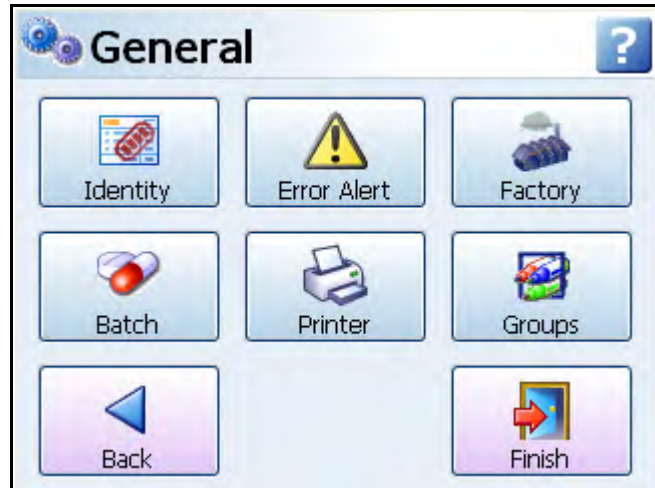 General
?
Identity
Error Alert
Factory
Batch
Printer
Groups
Back
Finish